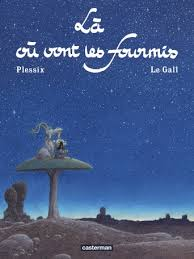 Là
où vont les fourmis
Plessix
Le Gall
casterman